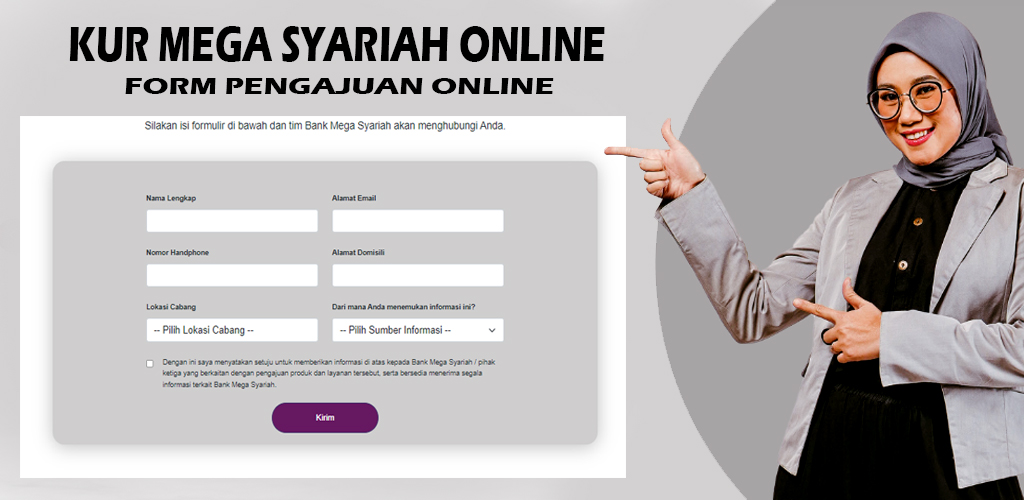 KUR MEGA SYARIAH ONLINE
FORM PENGAJUAN ONLINE
Silakan isi formulir di bawah dan tim Bank Mega Syariah akan menghubungi Anda.
Nama Lengkap
Alamat Email
Nomor Handphone
Alamat Domisili
Lokasi Cabang
Dari mana Anda menemukan informasi ini?
-- Pilih Lokasi Cabang --
-- Pilih Sumber Informasi --
Dengan ini saya menyatakan setuju untuk memberikan informasi di atas kepada Bank Mega Syariah / pihak
ketiga yang berkaitan dengan pengajuan produk dan layanan tersebut, serta bersedia menerima segala
informasi terkait Bank Mega Syariah.
Kirim